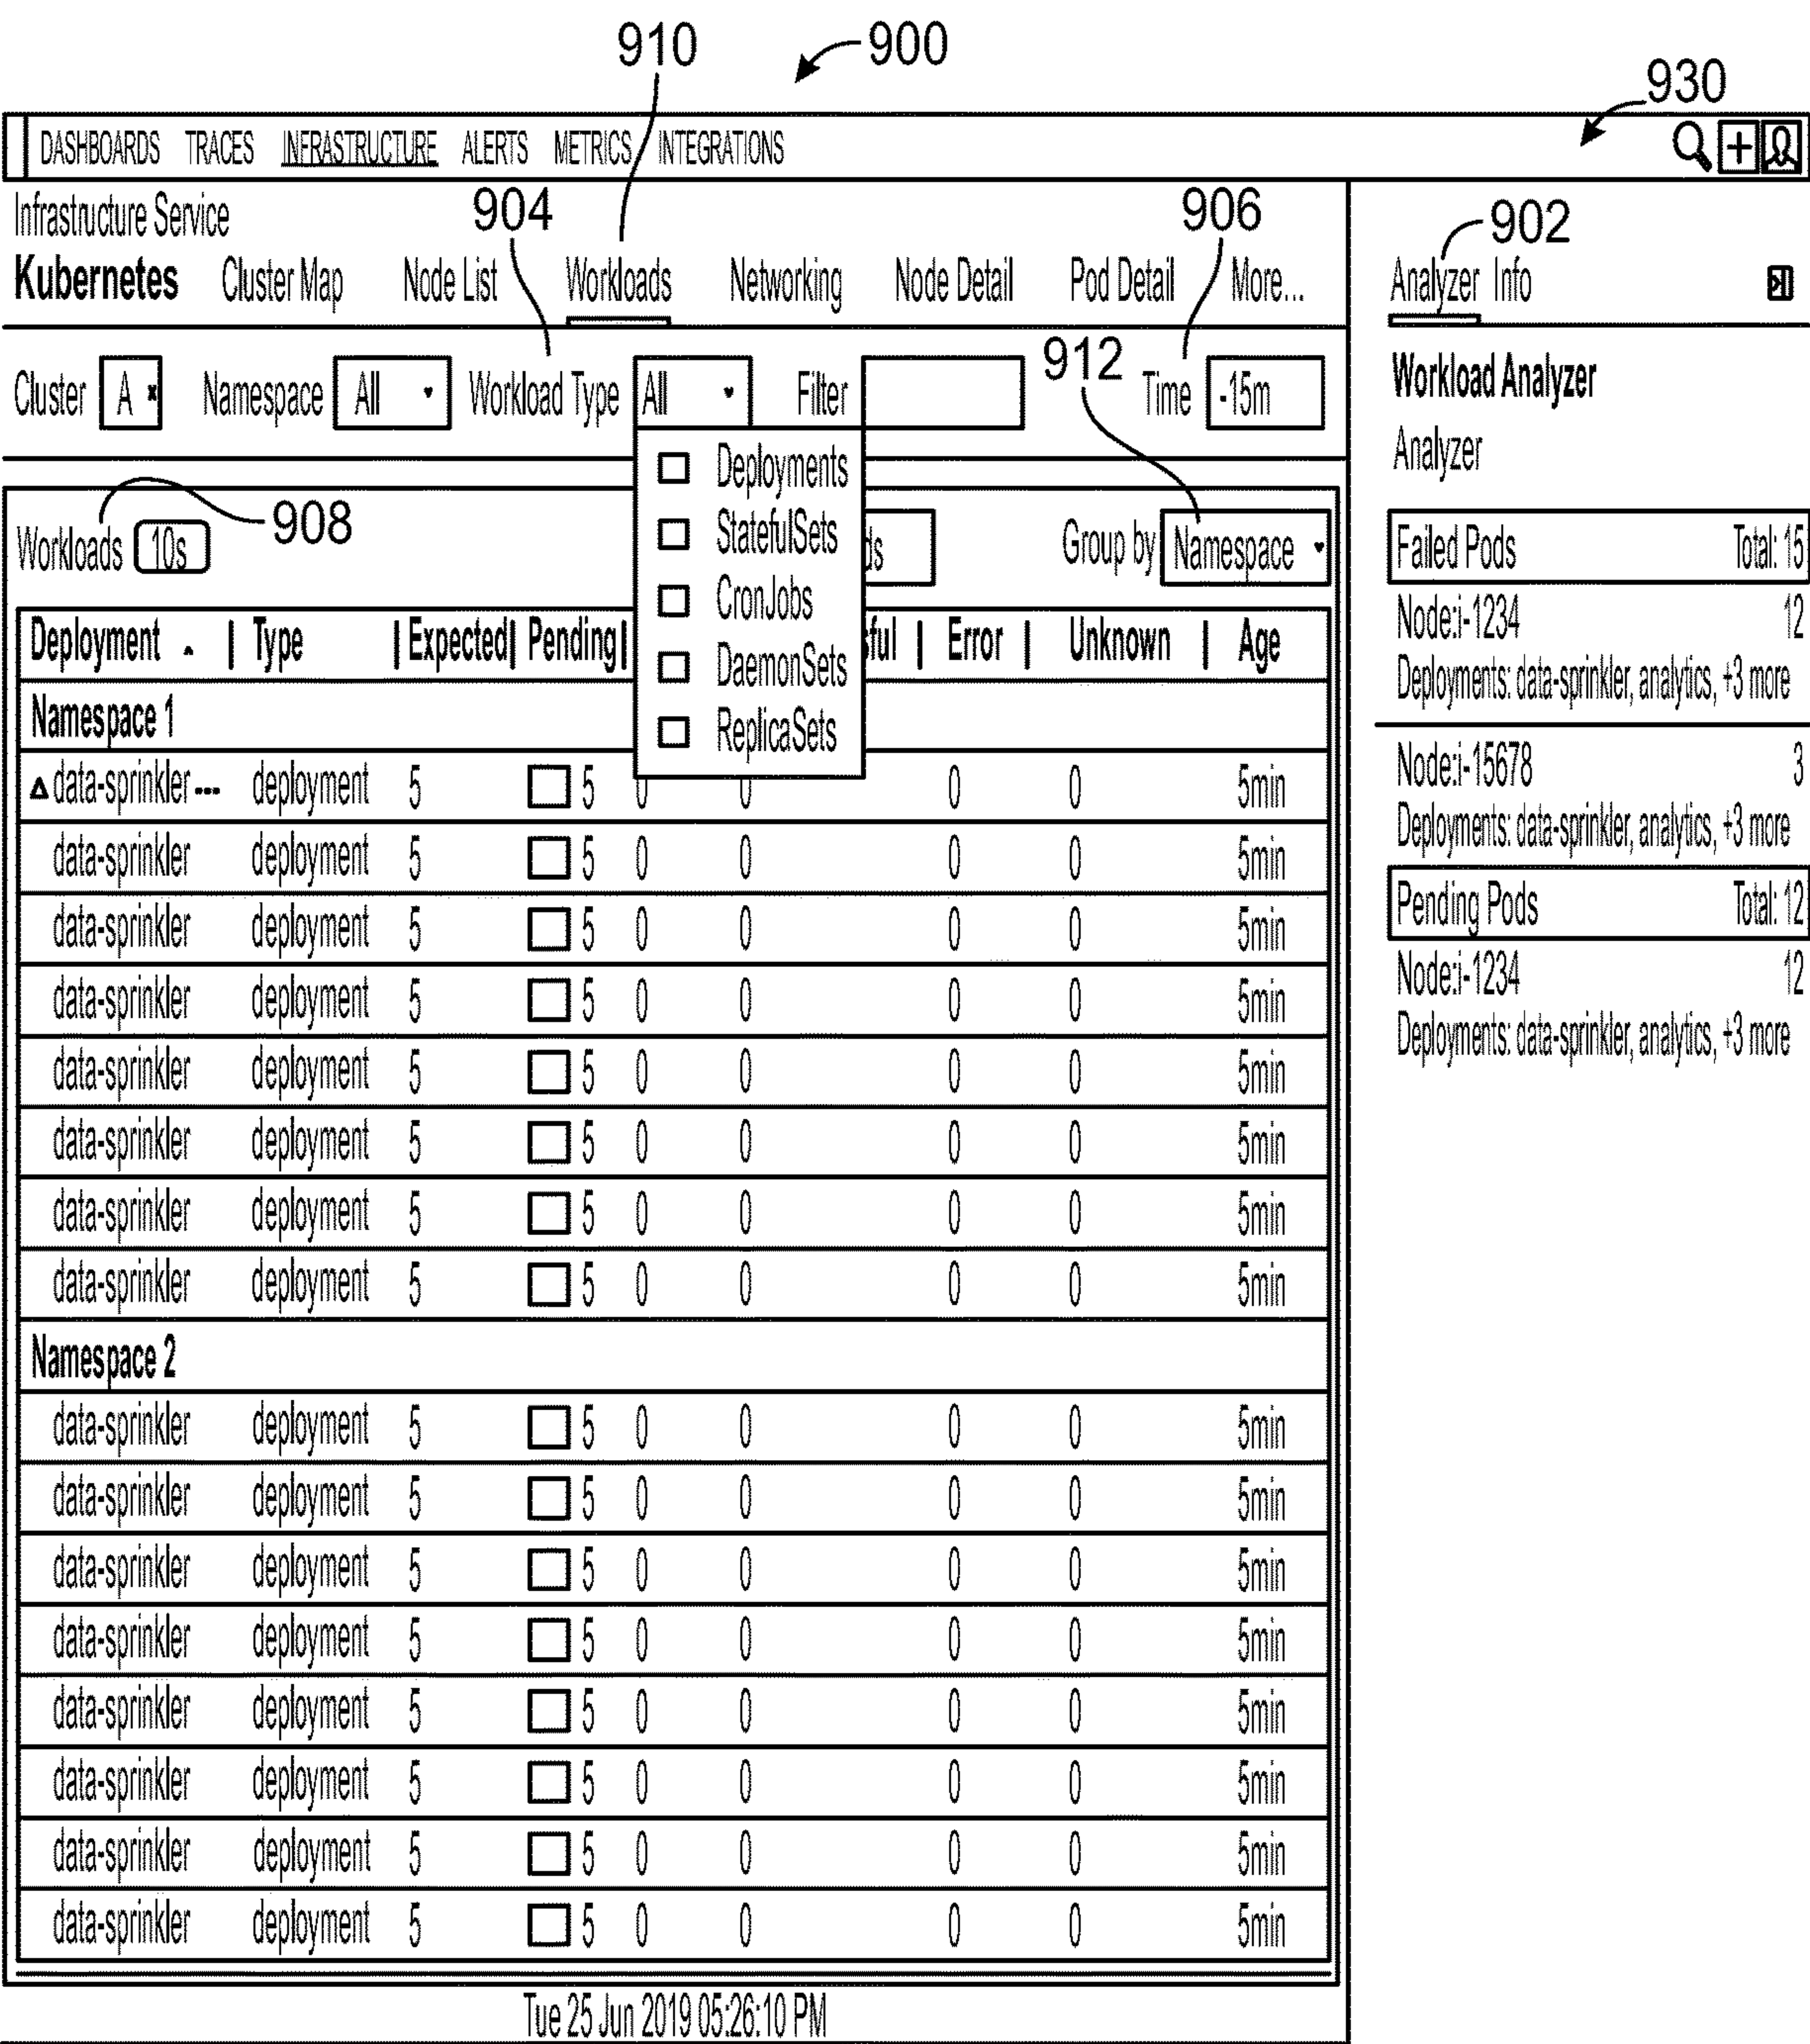 910 900
930
DASHBOARDS TRACES INFRASTRUCTURE ALERTS METRICS INTEGRATIONS
Infrastructure Service 904 906 902
Kubernetes Cluster Map Node List Workloads Networking Node Detail Pod Detail More... Analyzer Info
912
Cluster A Namespace All Workload Type All Filter Time -15m Workload Analyzer
Deployments Analyzer
908
Workloads 10s StatefulSets ds Group by Namespace Failed Pods Total: 15
CronJobs Node:i-1234 12
Deployment | Type | Expected | Pending | DaemonSets sful | Error | Unknown | Age Deployments: data-sprinkler, analytics, +3 more
Namespace 1 ReplicaSets
data-sprinkler --- deployment 5 5 0 0 0 0 5min Node:i-15678 3
data-sprinkler deployment 5 5 0 0 0 0 5min Deployments: data-sprinkler, analytics, +3 more
data-sprinkler deployment 5 5 0 0 0 0 5min Pending Pods Total: 12
data-sprinkler deployment 5 5 0 0 0 0 5min Node:i-1234 12
data-sprinkler deployment 5 5 0 0 0 0 5min Deployments: data-sprinkler, analytics, +3 more
data-sprinkler deployment 5 5 0 0 0 0 5min
data-sprinkler deployment 5 5 0 0 0 0 5min
data-sprinkler deployment 5 5 0 0 0 0 5min
Namespace 2
data-sprinkler deployment 5 5 0 0 0 0 5min
data-sprinkler deployment 5 5 0 0 0 0 5min
data-sprinkler deployment 5 5 0 0 0 0 5min
data-sprinkler deployment 5 5 0 0 0 0 5min
data-sprinkler deployment 5 5 0 0 0 0 5min
data-sprinkler deployment 5 5 0 0 0 0 5min
data-sprinkler deployment 5 5 0 0 0 0 5min
data-sprinkler deployment 5 5 0 0 0 0 5min
Tue 25 Jun 2019 05:26:10 PM